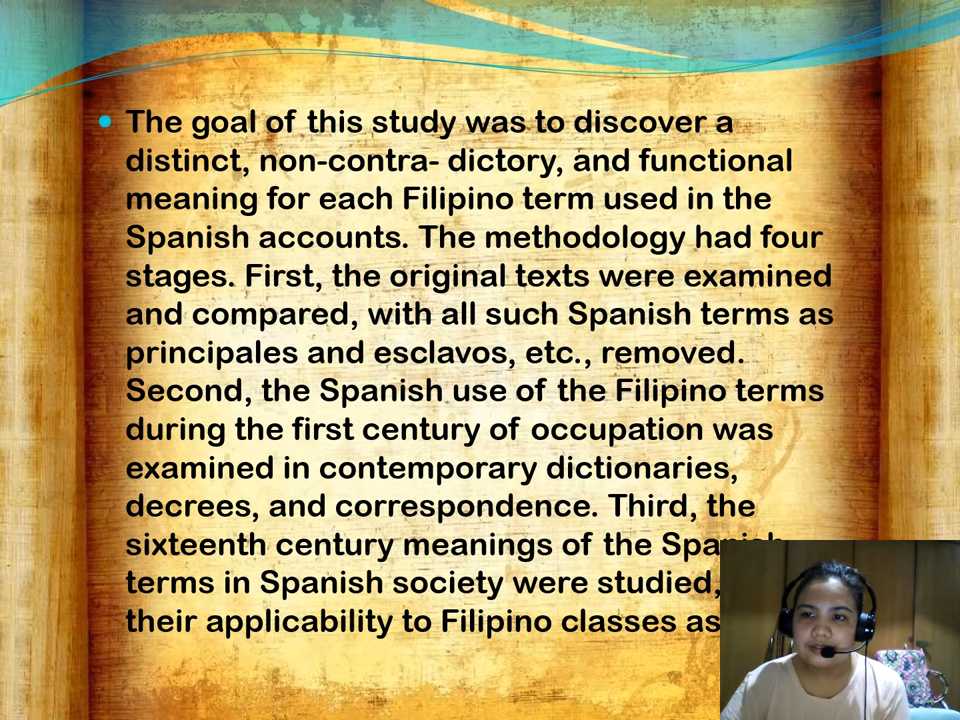 The goal of this study was to discover a
distinct, non-contra- dictory, and functional
meaning for each Filipino term used in the
Spanish accounts. The methodology had four
stages. First, the original texts were examined
and compared, with all such Spanish terms as
principales and esclavos, etc., removed.
Second, the Spanish use of the Filipino terms
during the first century of occupation was
examined in contemporary dictionaries,
decrees, and correspondence. Third, the
sixteenth century meanings of the Spanish
terms in Spanish society were studied,
their applicability to Filipino classes as